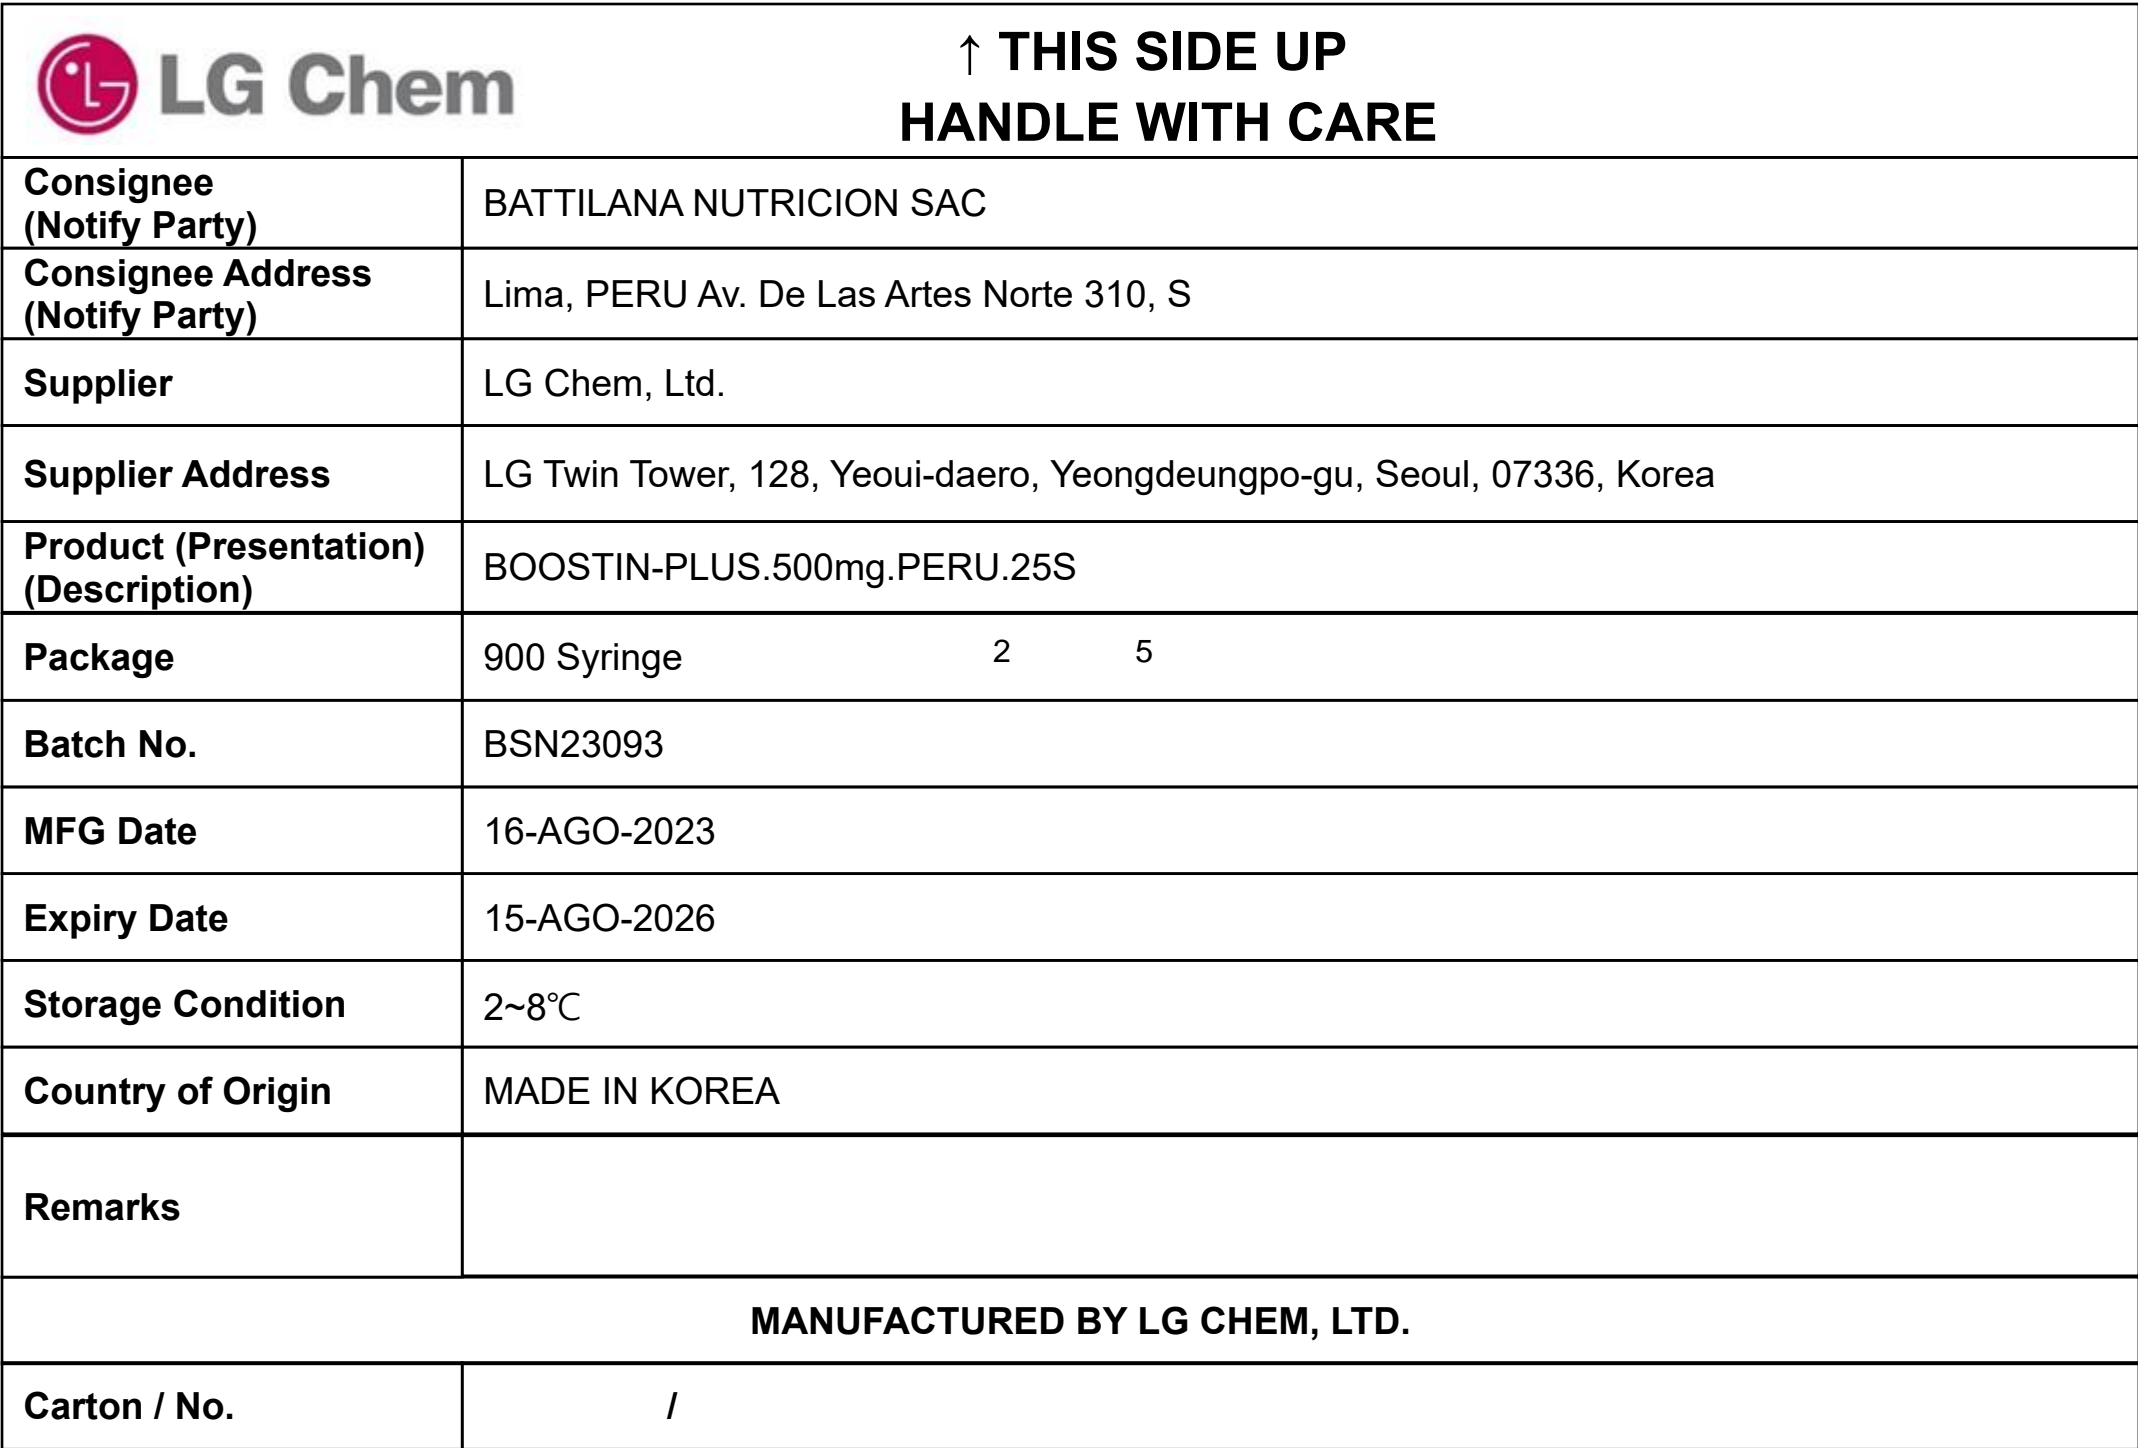 LG Chem
↑ THIS SIDE UP
HANDLE WITH CARE
Consignee
(Notify Party)
BATTILANA NUTRICION SAC
Consignee Address
(Notify Party)
Lima, PERU Av. De Las Artes Norte 310, S
Supplier
LG Chem, Ltd.
Supplier Address
LG Twin Tower, 128, Yeoui-daero, Yeongdeungpo-gu, Seoul, 07336, Korea
Product (Presentation)
(Description)
BOOSTIN-PLUS.500mg.PERU.25S
Package
900 Syringe 2 5
Batch No.
BSN23093
MFG Date
16-AGO-2023
Expiry Date
15-AGO-2026
Storage Condition
2~8℃
Country of Origin
MADE IN KOREA
Remarks
MANUFACTURED BY LG CHEM, LTD.
Carton / No.
/